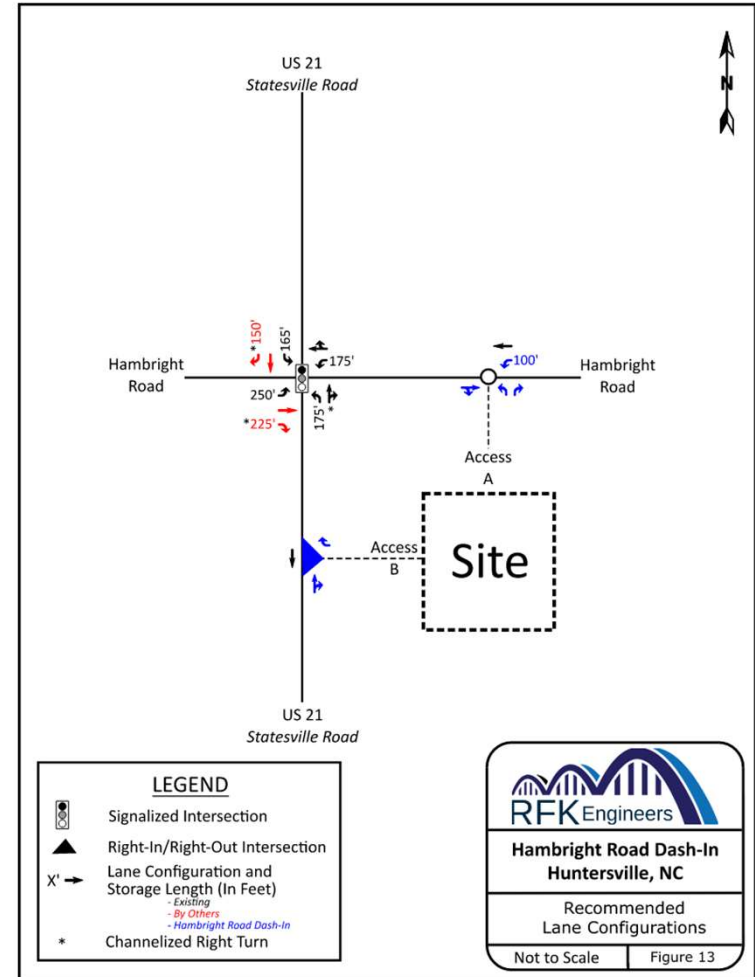 US 21
Statesville Road
N
*150'
165'
175'
100'
Hambright
Road
Hambright
Road
250'
*225'
175'
*
Access
A
Access
B
Site
US 21
Statesville Road
LEGEND
Signalized Intersection
Right-In/Right-Out Intersection
X' Lane Configuration and
Storage Length (In Feet)
- Existing
- By Others
- Hambright Road Dash-In
* Channelized Right Turn
RFK Engineers
Hambright Road Dash-In
Huntersville, NC
Recommended
Lane Configurations
Not to Scale
Figure 13